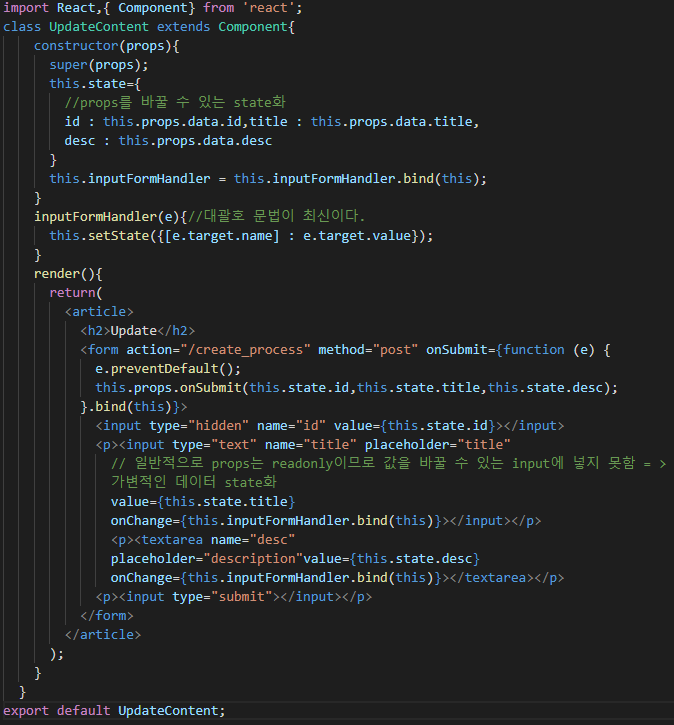 import React,{ Component} from 'react';
class UpdateContent extends Component{
    constructor(props){
      super(props);
      this.state={
        //props를 바꿀 수 있는 state화
        id : this.props.data.id,title : this.props.data.title,
        desc : this.props.data.desc
      }
      this.inputFormHandler = this.inputFormHandler.bind(this);
    }
    inputFormHandler(e){//대괄호 문법이 최신이다.
      this.setState({[e.target.name] : e.target.value});
    }
    render(){
      return(
        <article>
          <h2>Update</h2>
          <form action="/create_process" method="post" onSubmit={function (e) {
            e.preventDefault();
            this.props.onSubmit(this.state.id,this.state.title,this.state.desc);
          }.bind(this)}>
            <input type="hidden" name="id" value={this.state.id}></input>
            <p><input type="text" name="title" placeholder="title"
              // 일반적으로 props는 readonly이므로 값을 바꿀 수 있는 input에 넣지 못함 = >
              가변적인 데이터 state화
              value={this.state.title}
              onChange={this.inputFormHandler.bind(this)}></input></p>
              <p><textarea name="desc"
              placeholder="description"value={this.state.desc}
              onChange={this.inputFormHandler.bind(this)}></textarea></p>
            <p><input type="submit"></input></p>
          </form>
        </article>
      );
    }
  }
export default UpdateContent;